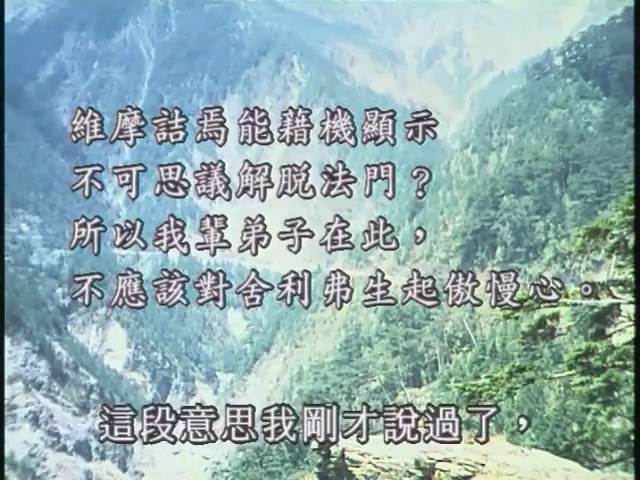 維摩詰焉能藉機顯示
不可思議解脫法門？
所以我輩弟子在此，
不應該對舍利弗生起傲慢心。
這段意思我剛才說過了，